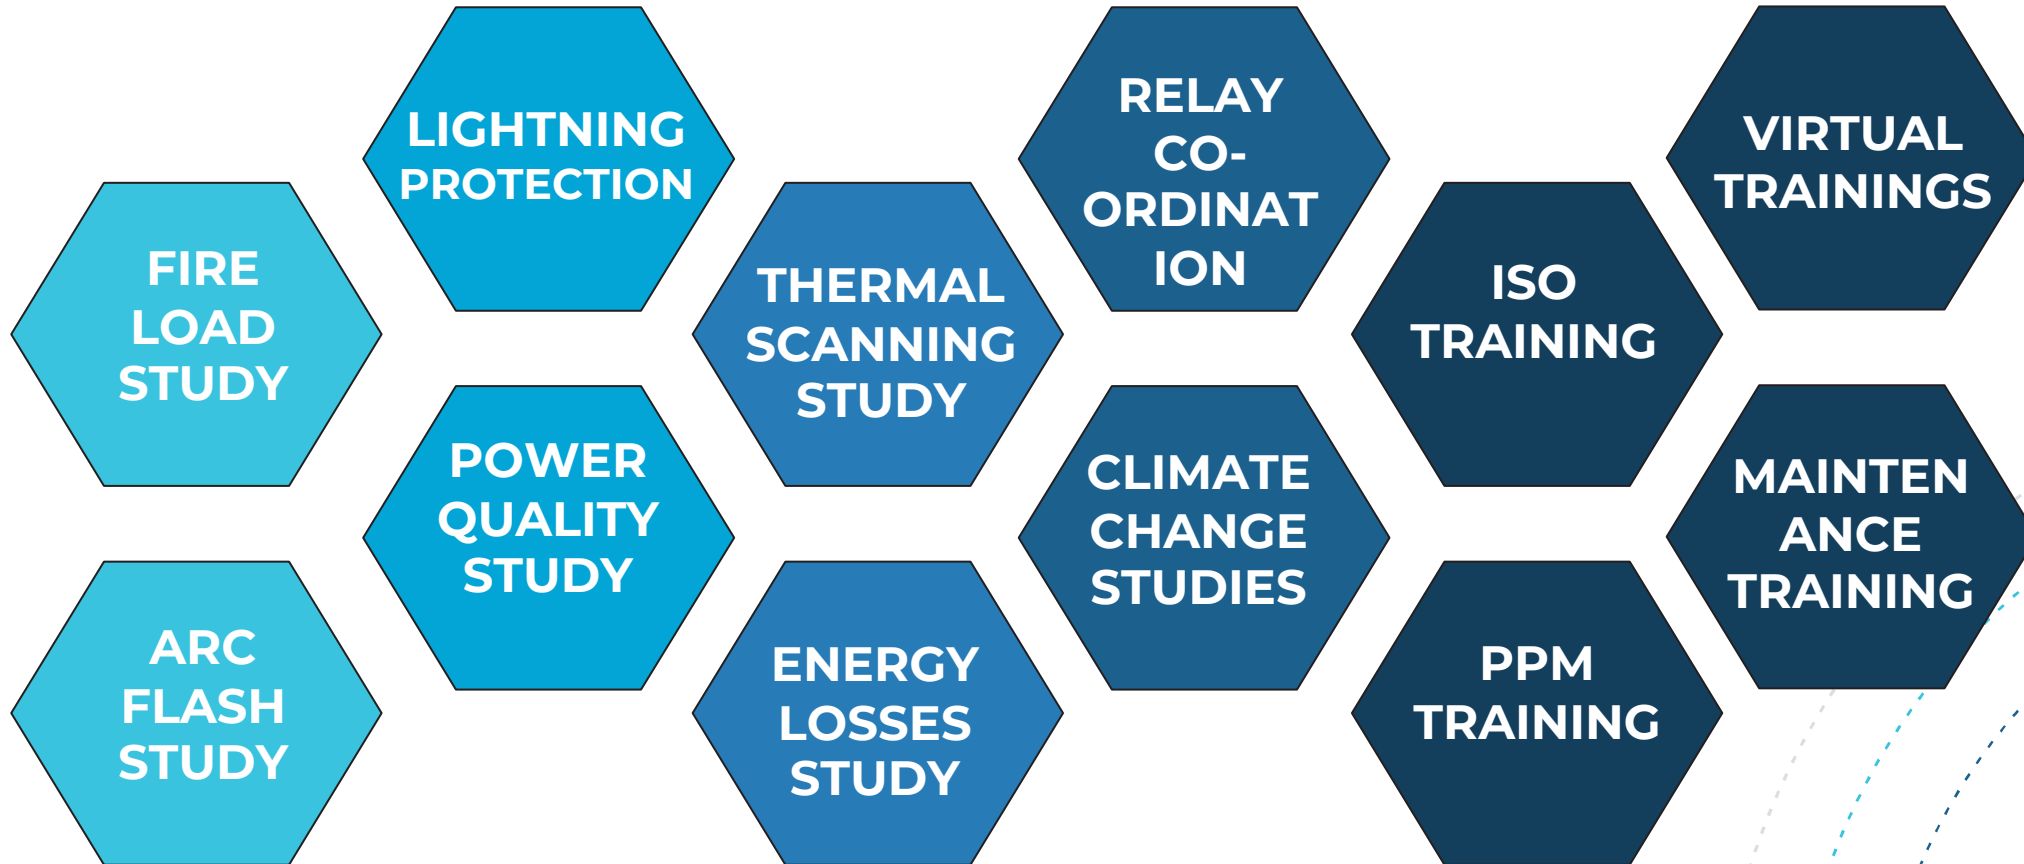 FIRE
LOAD
STUDY
ARC
FLASH
STUDY
LIGHTNING
PROTECTION
POWER
QUALITY
STUDY
THERMAL
SCANNING
STUDY
ENERGY
LOSSES
STUDY
RELAY
CO-
ORDINAT
ION
CLIMATE
CHANGE
STUDIES
ISO
TRAINING
PPM
TRAINING
VIRTUAL
TRAININGS
MAINTEN
ANCE
TRAINING